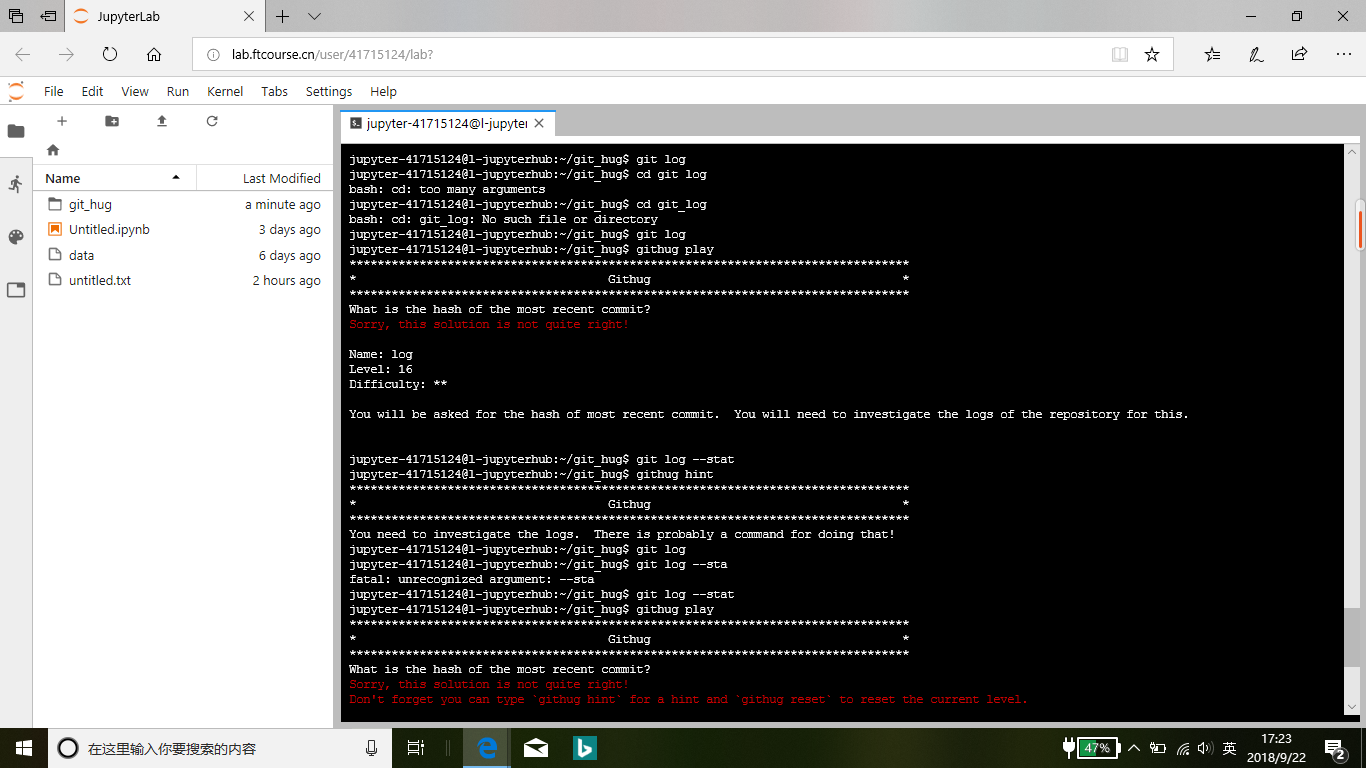 JupyterLab
lab.ftcourse.cn/user/41715124/lab?
File Edit View Run Kernel Tabs Settings Help
jupyter-41715124@l-jupyter
Name Last Modified
git_hug a minute ago
Untitled.ipynb 3 days ago
data 6 days ago
untitled.txt 2 hours ago
jupyter-41715124@l-jupyterhub:~/git_hug$ git log
jupyter-41715124@l-jupyterhub:~/git_hug$ cd git log
bash: cd: too many arguments
jupyter-41715124@l-jupyterhub:~/git_hug$ cd git_log
bash: cd: git_log: No such file or directory
jupyter-41715124@l-jupyterhub:~/git_hug$ git log
jupyter-41715124@l-jupyterhub:~/git_hug$ githug play
********************************************************************************
* Githug *
********************************************************************************
What is the hash of the most recent commit?
Sorry, this solution is not quite right!
Name: log
Level: 16
Difficulty: **
You will be asked for the hash of most recent commit.  You will need to investigate the logs of the repository for this.
jupyter-41715124@l-jupyterhub:~/git_hug$ git log --stat
jupyter-41715124@l-jupyterhub:~/git_hug$ githug hint
********************************************************************************
* Githug *
********************************************************************************
You need to investigate the logs.  There is probably a command for doing that!
jupyter-41715124@l-jupyterhub:~/git_hug$ git log
jupyter-41715124@l-jupyterhub:~/git_hug$ git log --sta
fatal: unrecognized argument: --sta
jupyter-41715124@l-jupyterhub:~/git_hug$ git log --stat
jupyter-41715124@l-jupyterhub:~/git_hug$ githug play
********************************************************************************
* Githug *
********************************************************************************
What is the hash of the most recent commit?
Sorry, this solution is not quite right!
Don't forget you can type `githug hint` for a hint and `githug reset` to reset the current level.
在这里输入你要搜索的内容
47%
英
17:23
2018/9/22
2